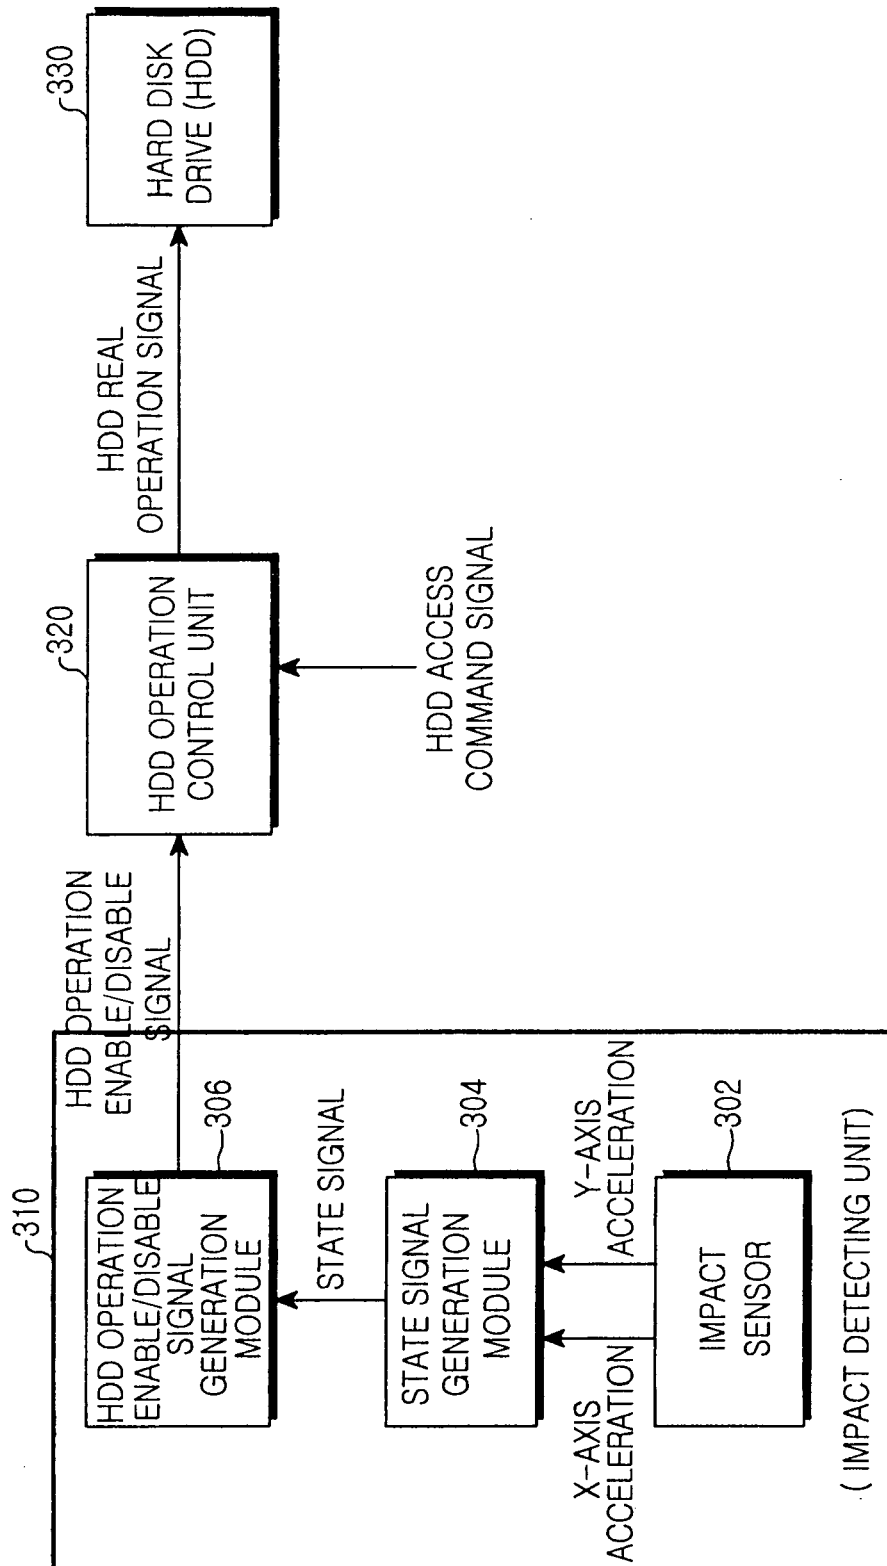 310
HDD OPERATION
ENABLE/DISABLE
SIGNAL
GENERATION
MODULE
306
HDD OPERATION
ENABLE/DISABLE
SIGNAL
320
HDD OPERATION
CONTROL UNIT
HDD REAL
OPERATION SIGNAL
330
HARD DISK
DRIVE (HDD)
STATE SIGNAL
HDD ACCESS
COMMAND SIGNAL
STATE SIGNAL
GENERATION
MODULE
304
X-AXIS
ACCELERATION
Y-AXIS
ACCELERATION
IMPACT
SENSOR
302
( IMPACT DETECTING UNIT)